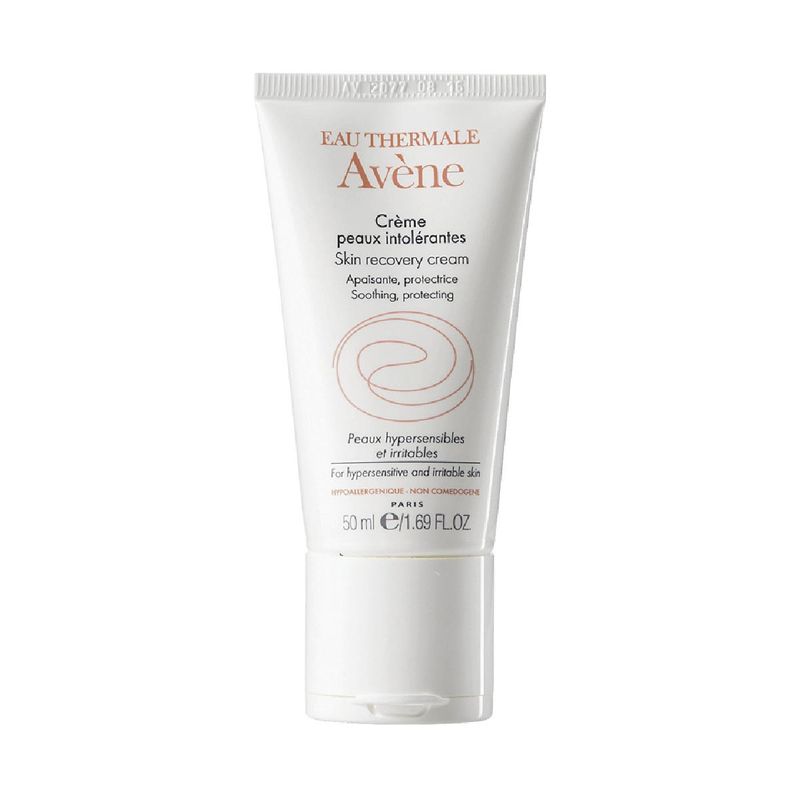 EAU THERMALE
Avène
Crème
peaux intolérantes
Skin recovery cream
Apaisante, protectrice
Soothing, protecting
Peaux hypersensibles
et irritables
For hypersensitive and irritable skin
HYPOALLERGENIQUE - NON COMEDOGENE
PARIS
50 ml e/1.69 FL.OZ.